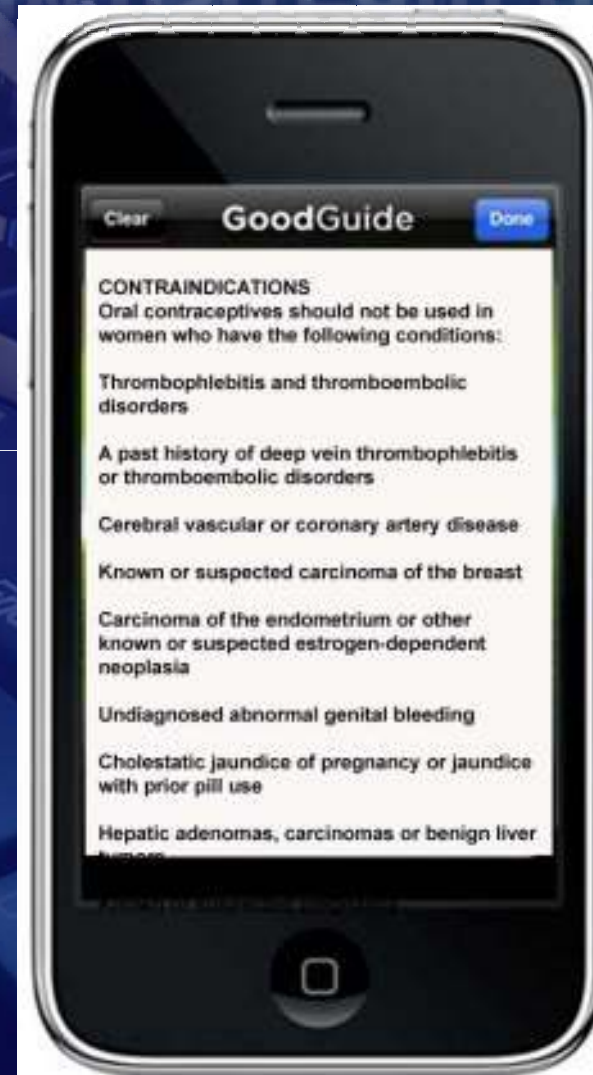 Clear
GoodGuide
Done
CONTRAINDICATIONS
Oral contraceptives should not be used in
women who have the following conditions:
Thrombophlebitis and thromboembolic
disorders
A past history of deep vein thrombophlebitis
or thromboembolic disorders
Cerebral vascular or coronary artery disease
Known or suspected carcinoma of the breast
Carcinoma of the endometrium or other
known or suspected estrogen-dependent
neoplasia
Undiagnosed abnormal genital bleeding
Cholestatic jaundice of pregnancy or jaundice
with prior pill use
Hepatic adenomas, carcinomas or benign liver
tumors